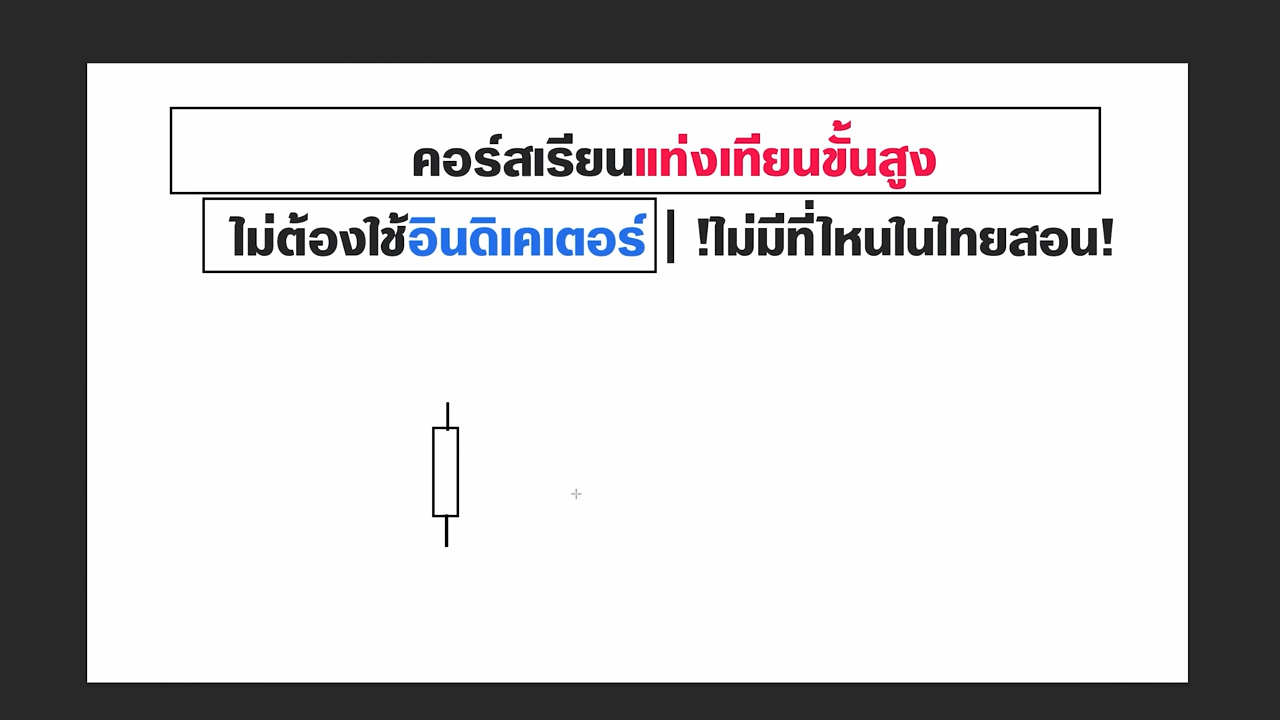 คอร์สเรียนแท่งเทียนขั้นสูง
ไม่ต้องใช้อินดิเคเตอร์ | !ไม่มีที่ไหนในไทยสอน!